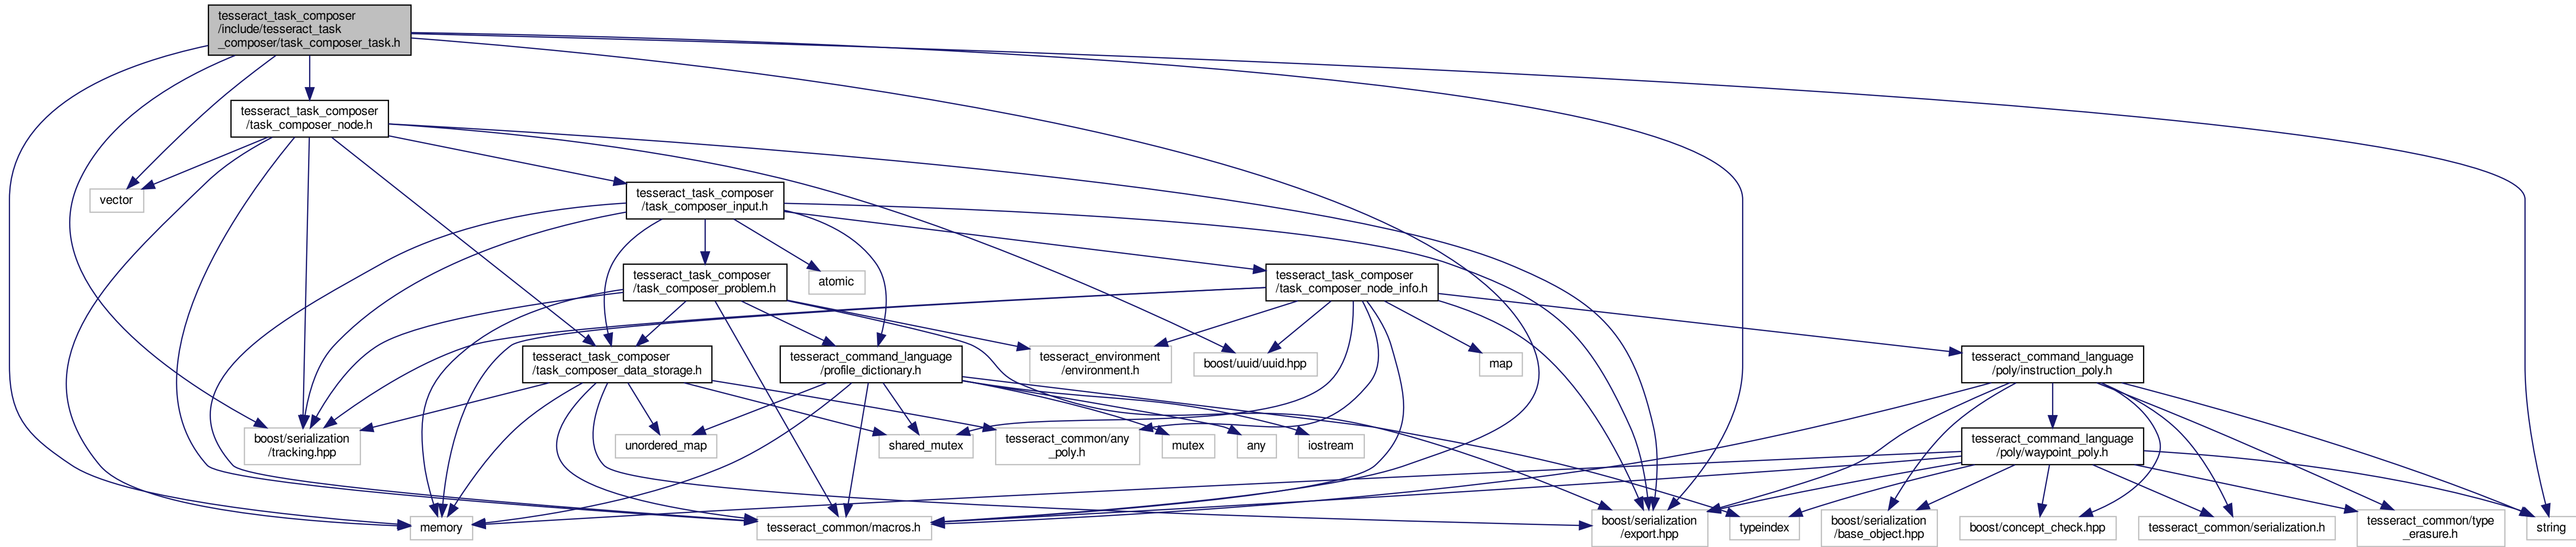 tesseract_task_composer
/include/tesseract_task
_composer/task_composer_task.h
tesseract_task_composer
/task_composer_node.h
vector
tesseract_task_composer
/task_composer_input.h
tesseract_task_composer
/task_composer_problem.h
atomic
tesseract_task_composer
/task_composer_node_info.h
tesseract_task_composer
/task_composer_data_storage.h
tesseract_command_language
/profile_dictionary.h
tesseract_environment
/environment.h
boost/uuid/uuid.hpp
map
tesseract_command_language
/poly/instruction_poly.h
boost/serialization
/tracking.hpp
unordered_map
shared_mutex
tesseract_common/any
_poly.h
mutex
any
iostream
tesseract_command_language
/poly/waypoint_poly.h
memory
tesseract_common/macros.h
boost/serialization
/export.hpp
typeindex
boost/serialization
/base_object.hpp
boost/concept_check.hpp
tesseract_common/serialization.h
tesseract_common/type
_erasure.h
string